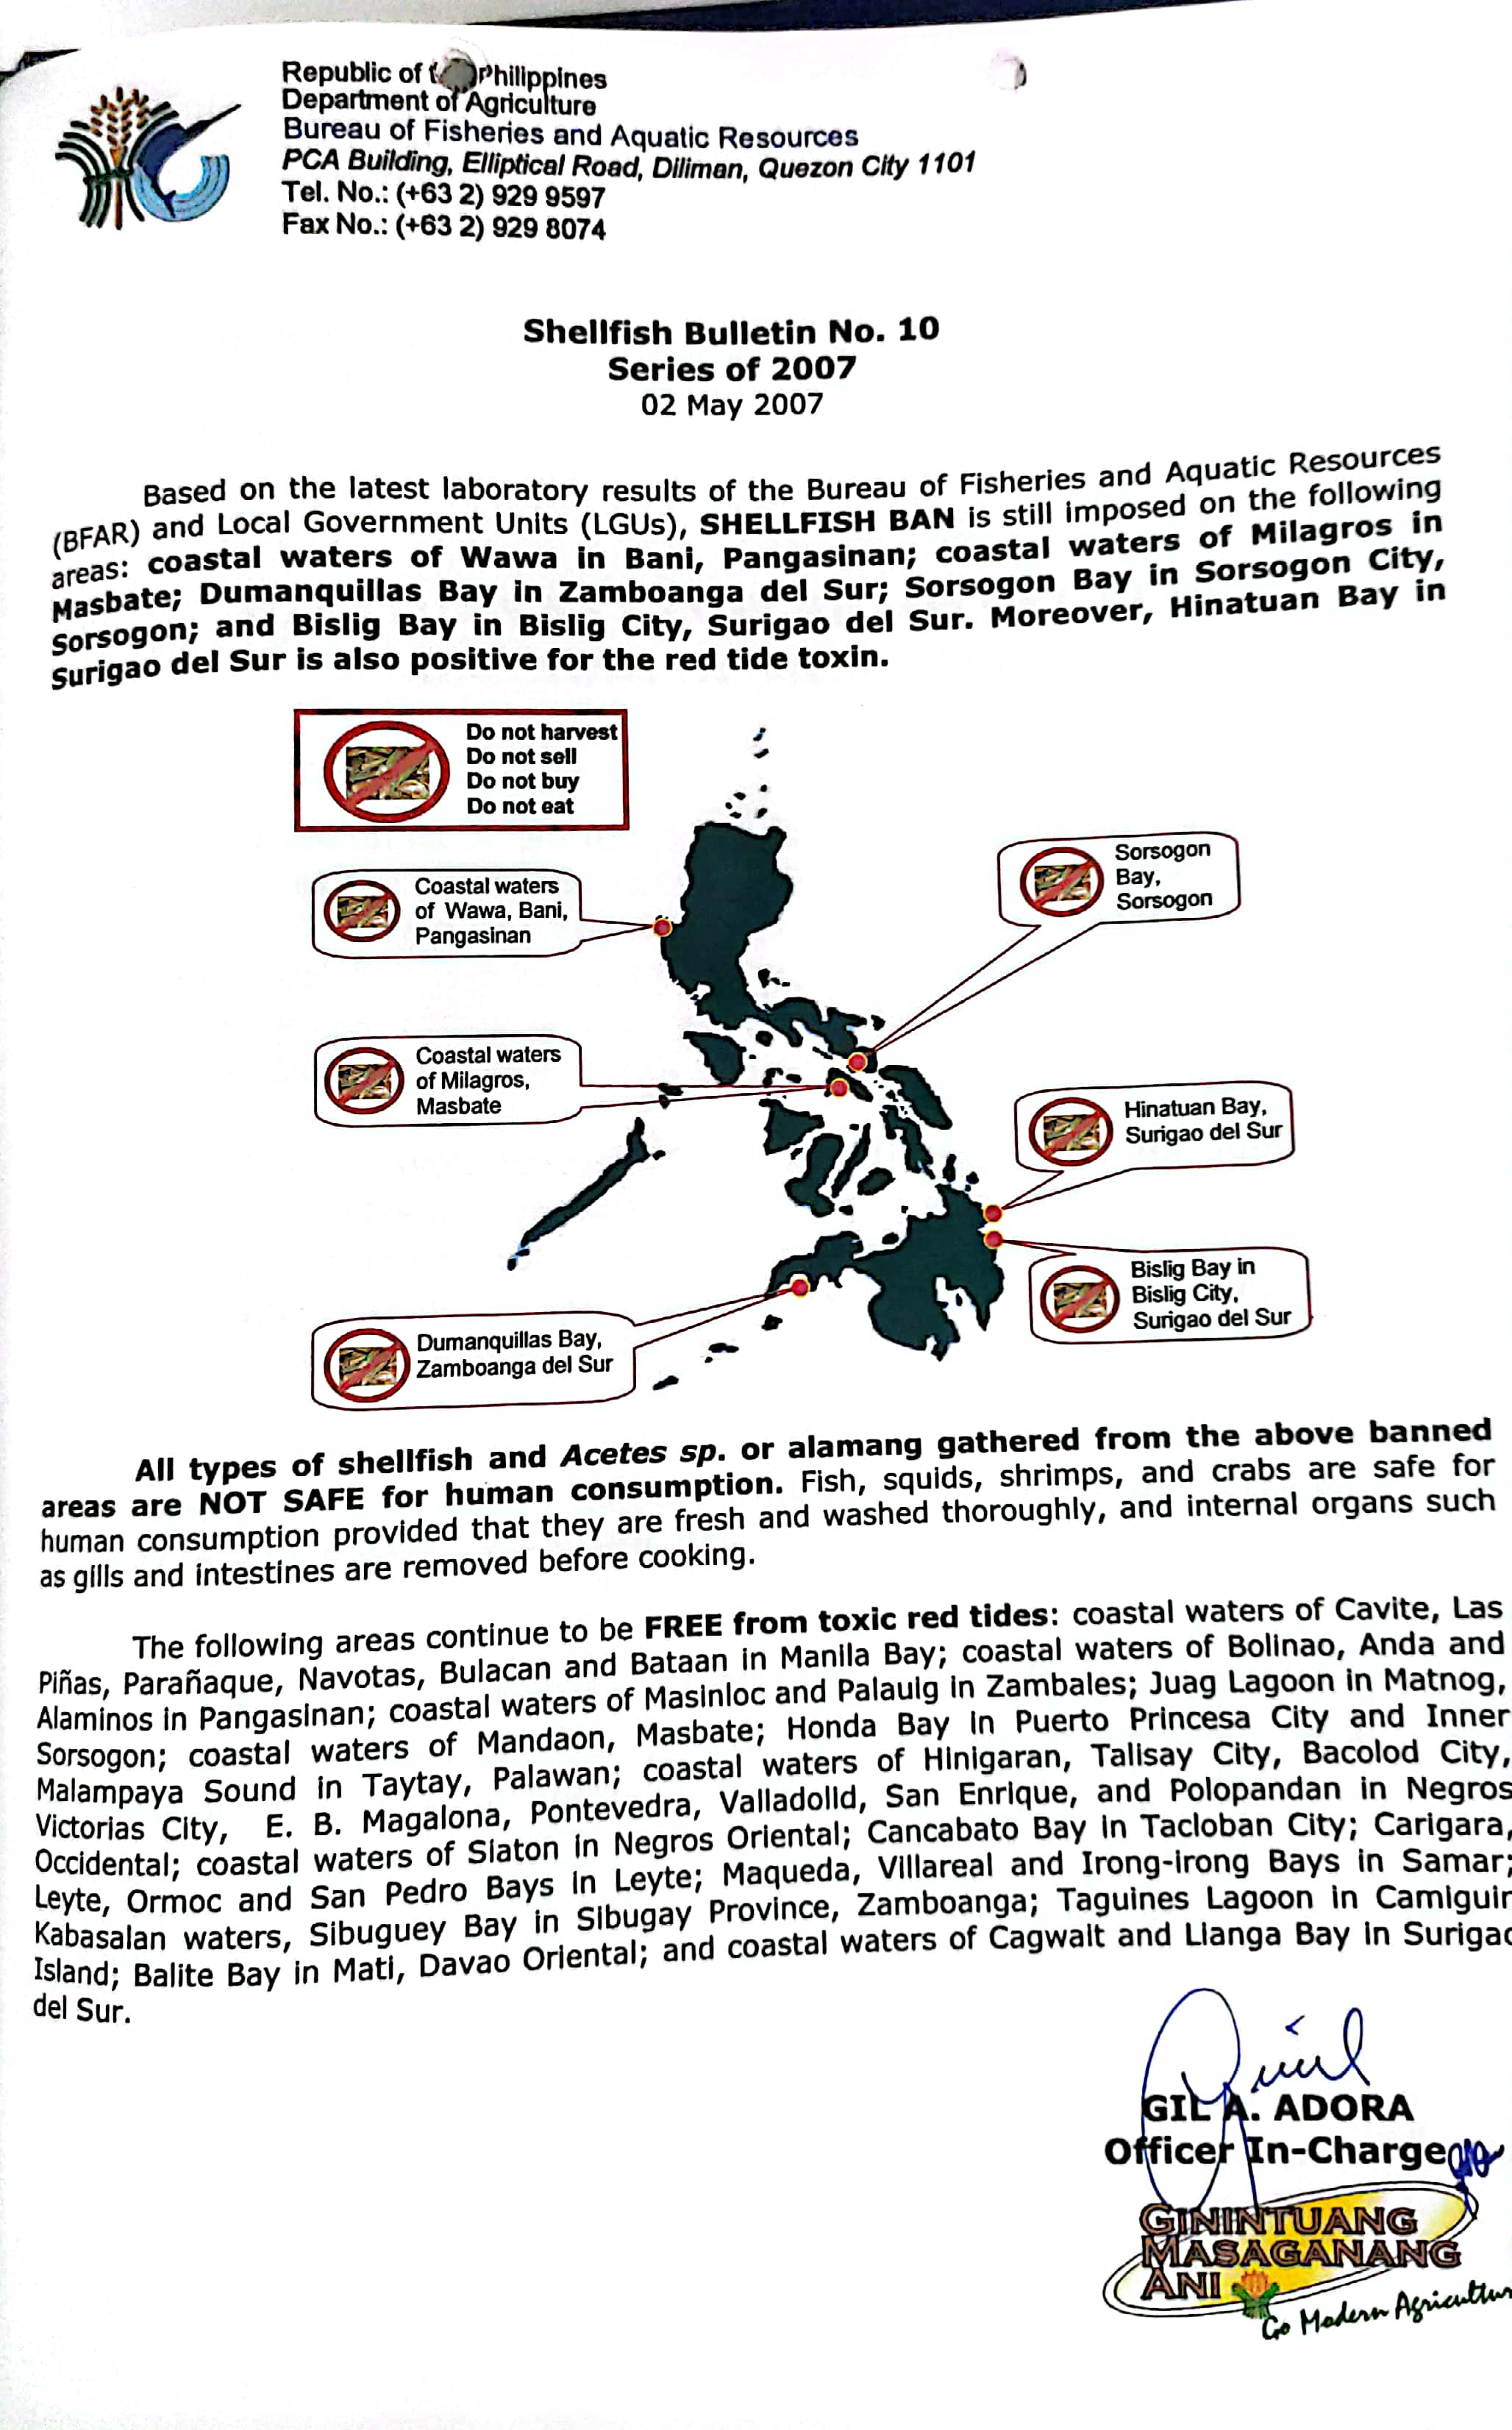 Republic of Philippines
Department of Agriculture
Bureau of Fisheries and Aquatic Resources
PCA Building, Elliptical Road, Diliman, Quezon City 1101
Tel. No.: (+63 2) 929 9597
Fax No.: (+63 2) 929 8074
Shellfish Bulletin No. 10
Series of 2007
02 May 2007
Based on the latest laboratory results of the Bureau of Fisheries and Aquatic Resources
(BFAR) and Local Government Units (LGUs), SHELLFISH BAN is still imposed on the following
areas: coastal waters of Wawa in Bani, Pangasinan; coastal waters of Milagros in
Masbate; Dumanquillas Bay in Zamboanga del Sur; Sorsogon Bay in Sorsogon City,
Sorsogon; and Bislig Bay in Bislig City, Surigao del Sur. Moreover, Hinatuan Bay in
Surigao del Sur is also positive for the red tide toxin.
Do not harvest
Do not sell
Do not buy
Do not eat
Coastal waters
of Wawa, Bani,
Pangasinan
Sorsogon
Bay,
Sorsogon
Coastal waters
of Milagros,
Masbate
Hinatuan Bay,
Surigao del Sur
Bislig Bay in
Bislig City,
Surigao del Sur
Dumanquillas Bay,
Zamboanga del Sur
All types of shellfish and Acetes sp. or alamang gathered from the above banned
areas are NOT SAFE for human consumption. Fish, squids, shrimps, and crabs are safe for
human consumption provided that they are fresh and washed thoroughly, and internal organs such
as gills and intestines are removed before cooking.
The following areas continue to be FREE from toxic red tides: coastal waters of Cavite, Las
Piñas, Parañaque, Navotas, Bulacan and Bataan in Manila Bay; coastal waters of Bolinao, Anda and
Alaminos in Pangasinan; coastal waters of Masinloc and Palauig in Zambales; Juag Lagoon in Matnog,
Sorsogon; coastal waters of Mandaon, Masbate; Honda Bay in Puerto Princesa City and Inner
Malampaya Sound in Taytay, Palawan; coastal waters of Hinigaran, Talisay City, Bacolod City,
Victorias City, E. B. Magalona, Pontevedra, Valladolid, San Enrique, and Polopandan in Negros
Occidental; coastal waters of Siaton in Negros Oriental; Cancabato Bay in Tacloban City; Carigara,
Leyte, Ormoc and San Pedro Bays in Leyte; Maqueda, Villareal and Irong-irong Bays in Samar;
Kabasalan waters, Sibuguey Bay in Sibugay Province, Zamboanga; Taguines Lagoon in Camiguin
Island; Balite Bay in Mati, Davao Oriental; and coastal waters of Cagwait and Lianga Bay in Surigao
del Sur.
GIL A. ADORA
Officer In-Charge
GININTUANG
MASAGANANG
ANI
Go Modern Agricultur